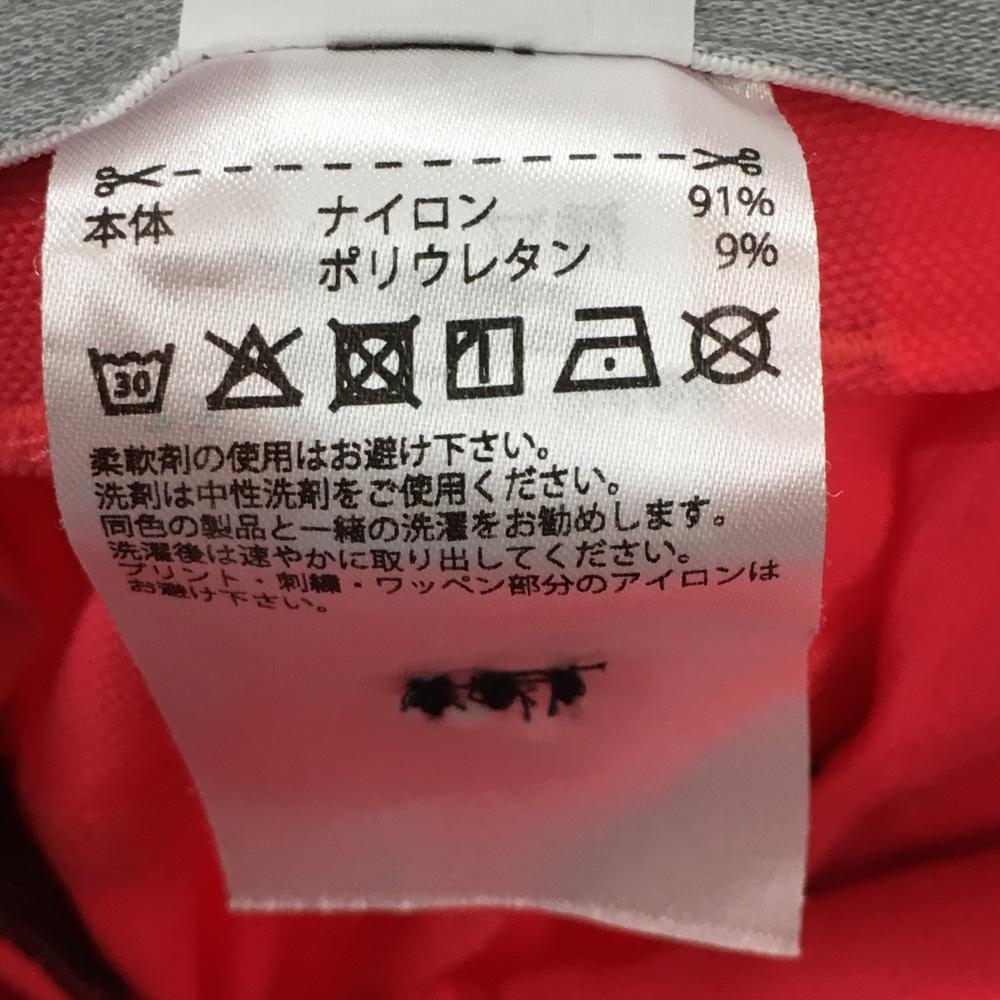 本体 ナイロン 91%
ポリウレタン 9%
30
柔軟剤の使用はお避け下さい。
洗剤は中性洗剤をご使用ください。
同色の製品と一緒の洗濯をお勧めします。
洗濯後は速やかに取り出してください。
プリント・刺繍・ワッペン部分のアイロンは
お避け下さい。